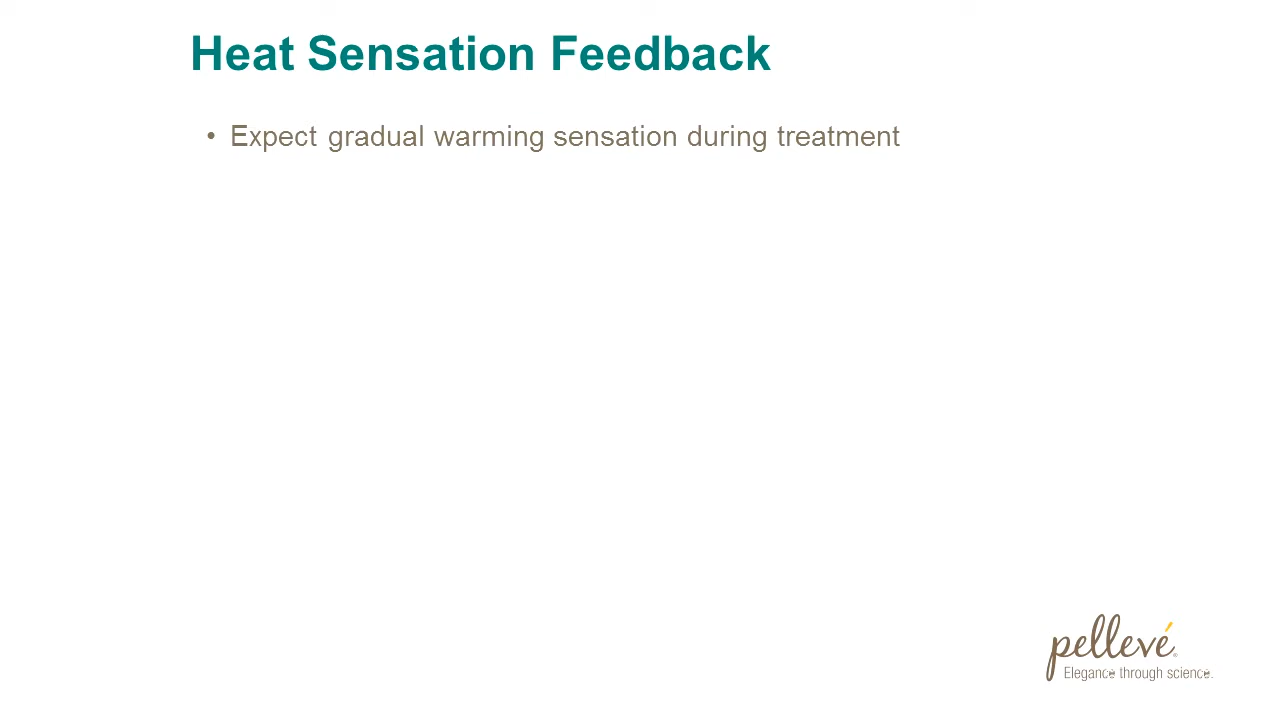 Heat Sensation Feedback
• Expect gradual warming sensation during treatment
pellevé®
Elegance through science.